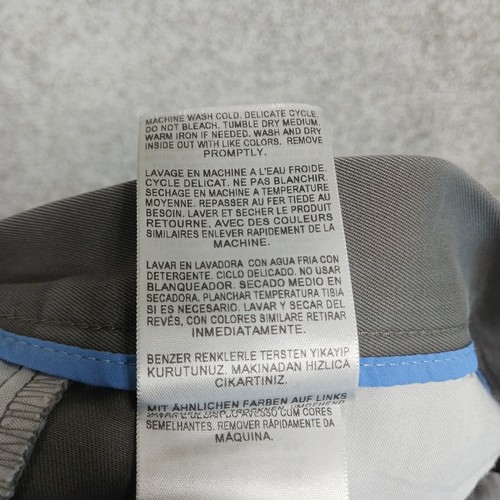 MACHINE WASH COLD. DELICATE CYCLE.
DO NOT BLEACH. TUMBLE DRY MEDIUM.
WARM IRON IF NEEDED. WASH AND DRY
INSIDE OUT WITH LIKE COLORS. REMOVE
PROMPTLY.
LAVAGE EN MACHINE A L'EAU FROIDE.
CYCLE DELICAT. NE PAS BLANCHIR.
SECHAGE EN MACHINE A TEMPERATURE
MOYENNE. REPASSER AU FER TIEDE AU
BESOIN. LAVER ET SECHER LE PRODUIT
RETOURNE, AVEC DES COULEURS
SIMILAIRES ENLEVER RAPIDEMENT DE LA
MACHINE.
LAVAR EN LAVADORA CON AGUA FRIA CON
DETERGENTE. CICLO DELICADO. NO USAR
BLANQUEADOR. SECADO MEDIO EN
SECADORA. PLANCHAR TEMPERATURA TIBIA
SI ES NECESARIO. LAVAR Y SECAR DEL
REVÉS, CON COLORES SIMILARE RETIRAR
INMEDIATAMENTE.
BENZER RENKLERLE TERSTEN YIKAYIP
KURUTUNUZ. MAKINADAN HIZLICA
CIKARTINIZ.
MIT ÄHNLICHEN FARBEN AUF LINKS
COM CORES
SEMELHANTES. REMOVER RÁPIDAMENTE DA
MÁQUINA.